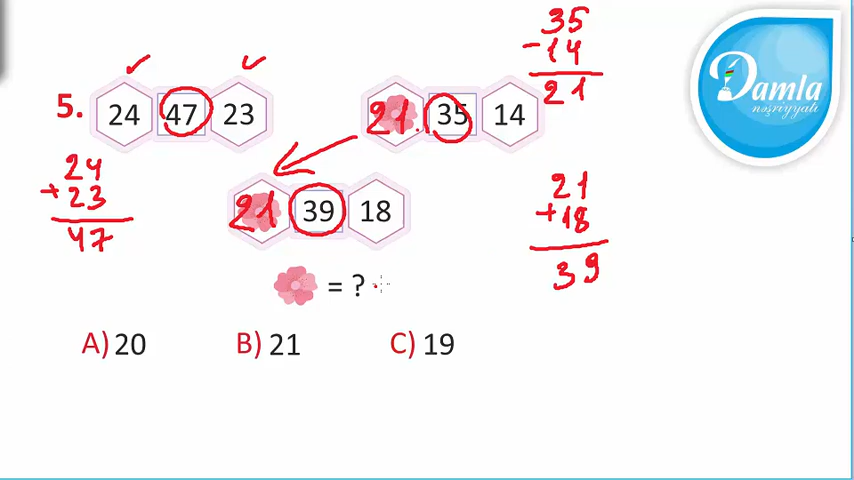 5. 24 47 23
21 35 14
35
-14
21
24
+23
47
21 39 18
21
+18
39
= ?
A) 20 B) 21 C) 19
Damla
nəşriyyatı